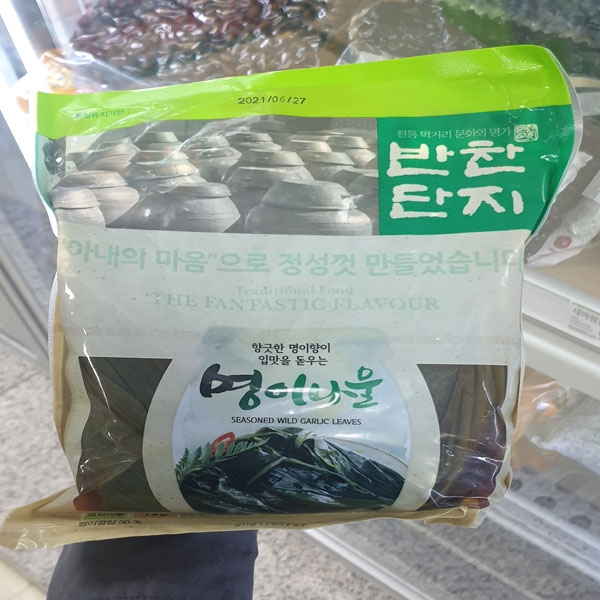 2021/06/27
전통 먹거리 문화의 명가
반찬
단지
"아내의 마음"으로 정성껏 만들었습니다
Traditional Food
THE FANTASTIC FLAVOUR
향긋한 명이향이
입맛을 돋우는
명이나물
SEASONED WILD GARLIC LEAVES